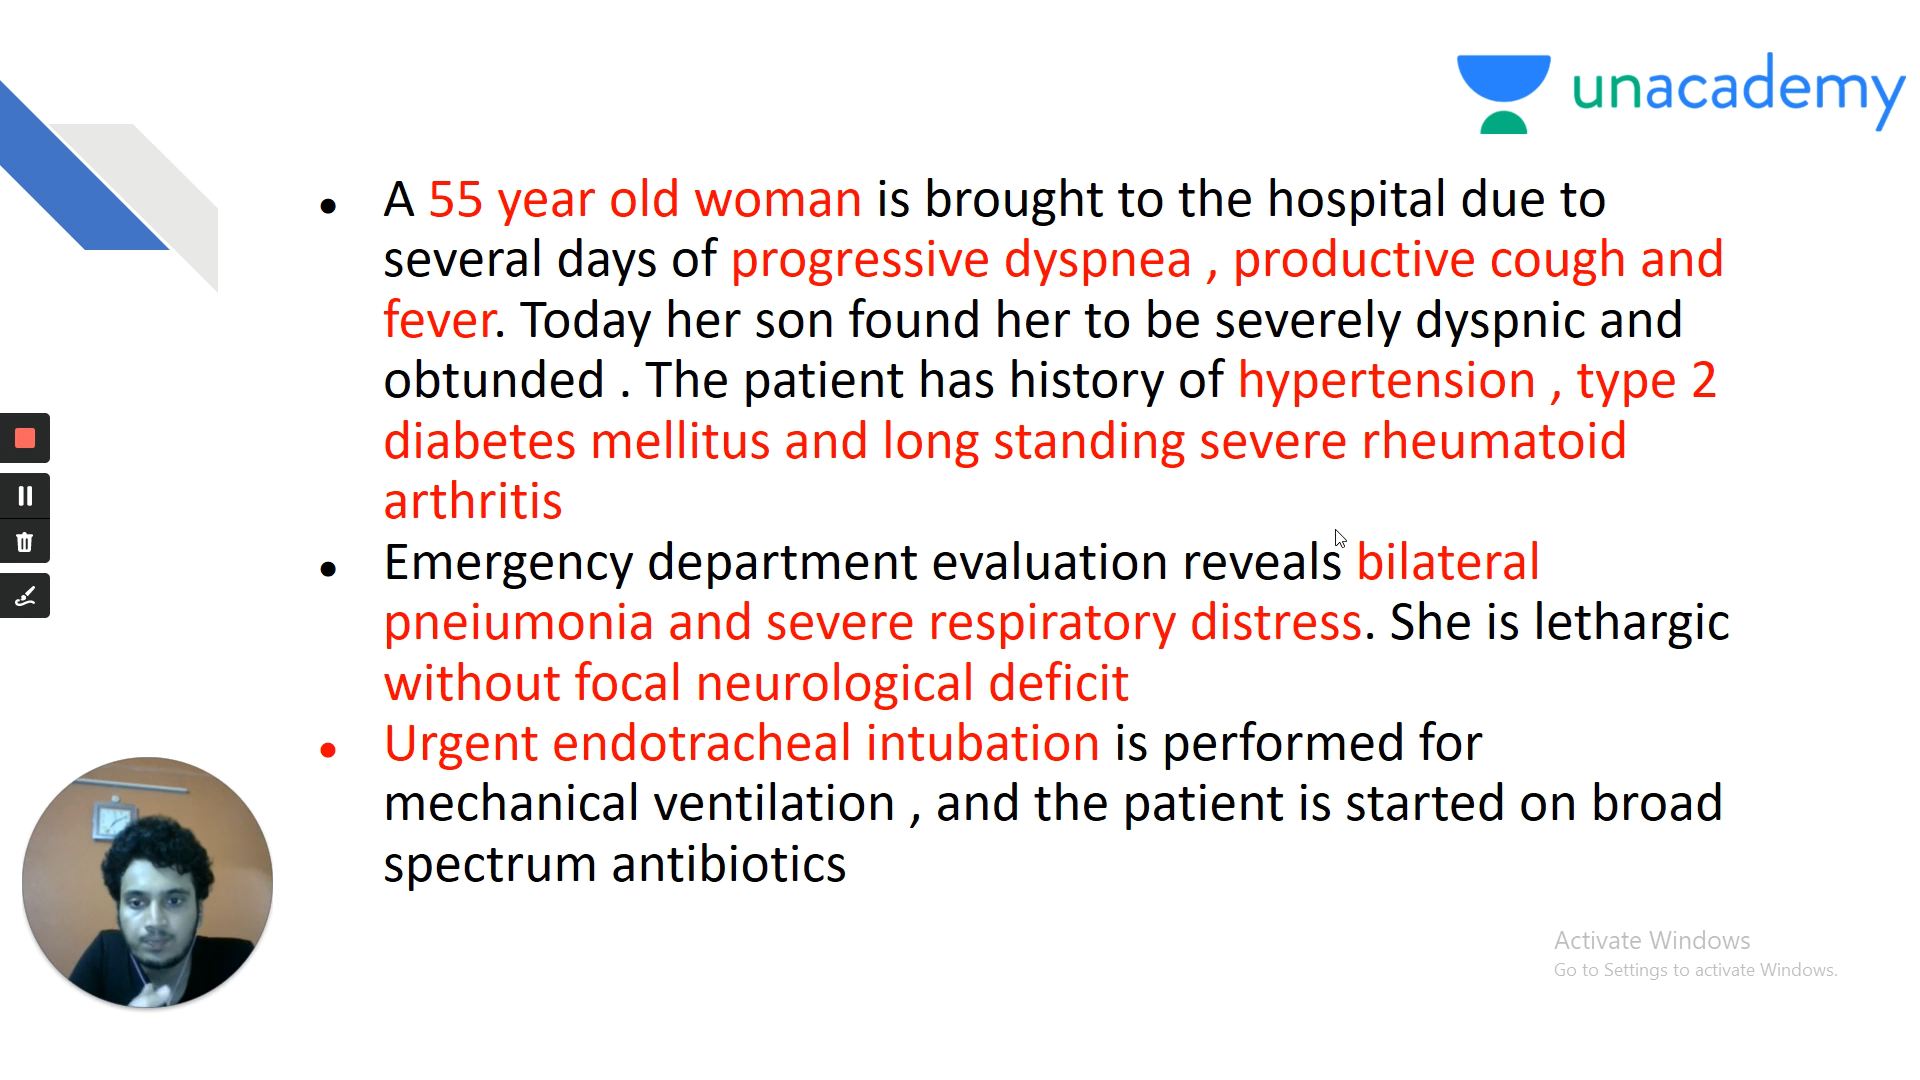 unacademy
• A 55 year old woman is brought to the hospital due to
several days of progressive dyspnea , productive cough and
fever. Today her son found her to be severely dyspnic and
obtunded . The patient has history of hypertension , type 2
diabetes mellitus and long standing severe rheumatoid
arthritis
• Emergency department evaluation reveals bilateral
pneiumonia and severe respiratory distress. She is lethargic
without focal neurological deficit
• Urgent endotracheal intubation is performed for
mechanical ventilation , and the patient is started on broad
spectrum antibiotics
Activate Windows
Go to Settings to activate Windows.